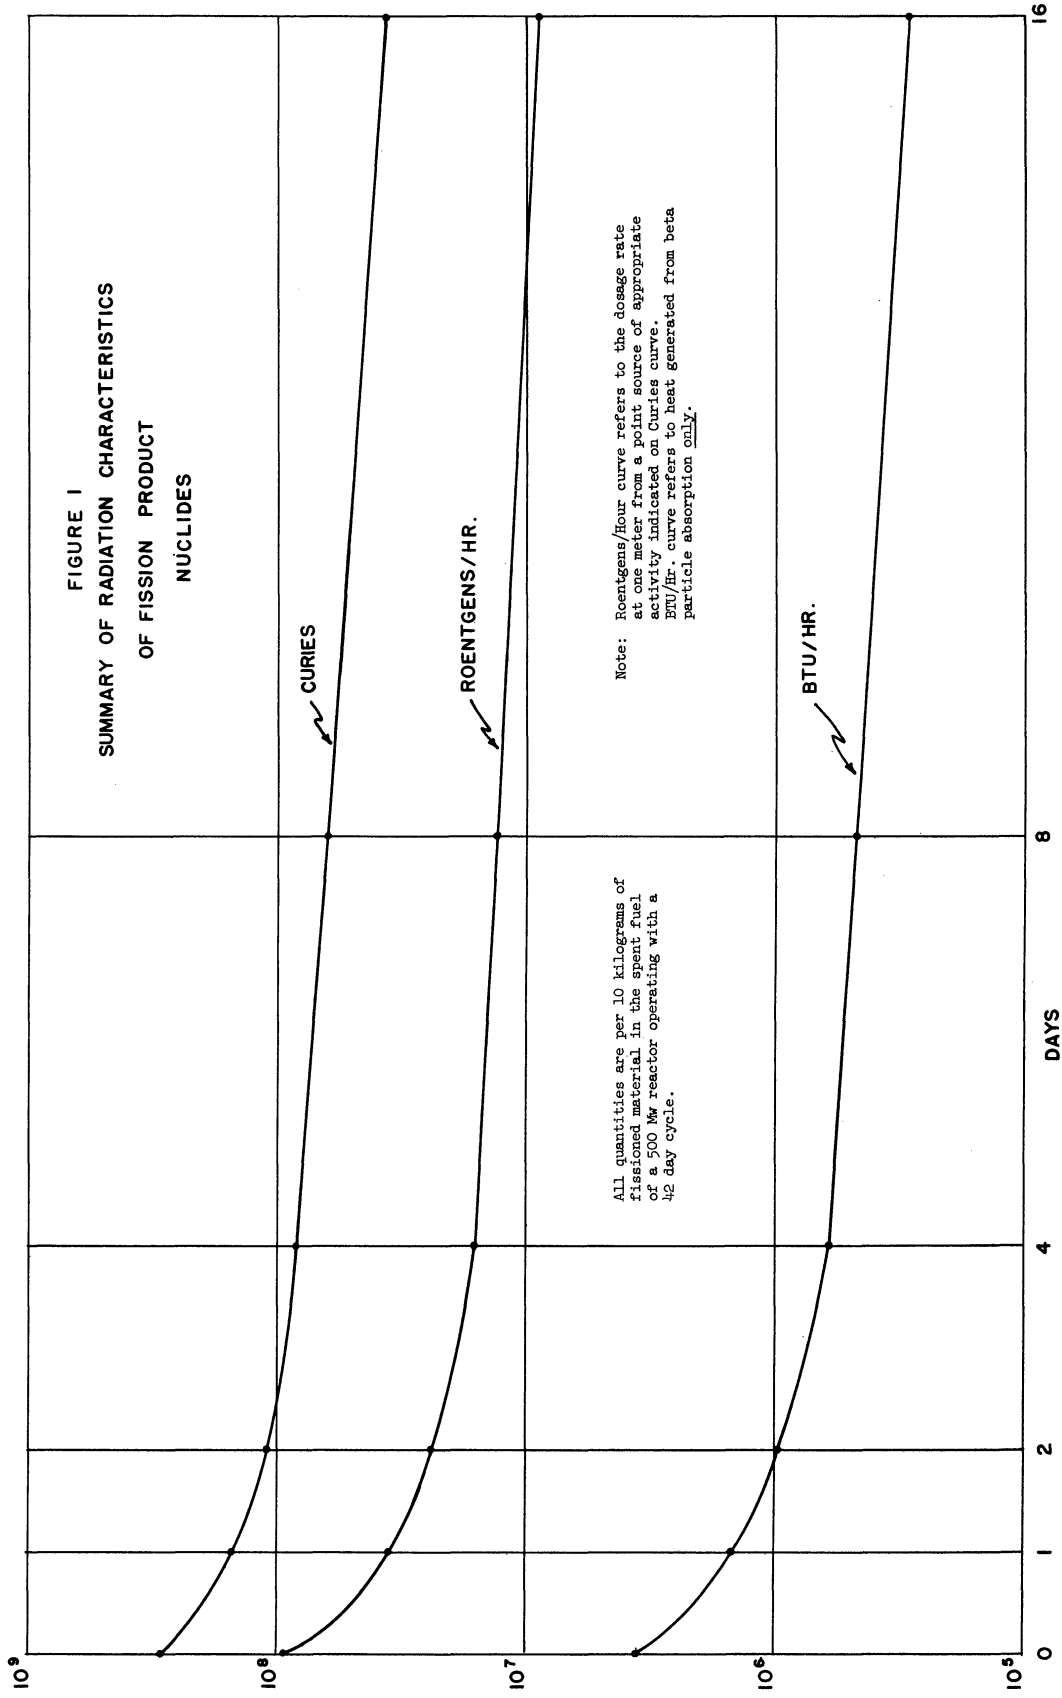 FIGURE 1
SUMMARY OF RADIATION CHARACTERISTICS
OF FISSION PRODUCT
NUCLIDES
10⁹
10⁸
10⁷
10⁶
10⁵
CURIES
ROENTGENS/HR.
BTU/HR.
All quantities are per 10 kilograms of
fissioned material in the spent fuel
of a 500 Mw reactor operating with a
42 day cycle.
Note: Roentgens/Hour curve refers to the dosage rate
at one meter from a point source of appropriate
activity indicated on Curies curve.
BTU/Hr. curve refers to heat generated from beta
particle absorption only.
0 1 2 4 8 16
DAYS